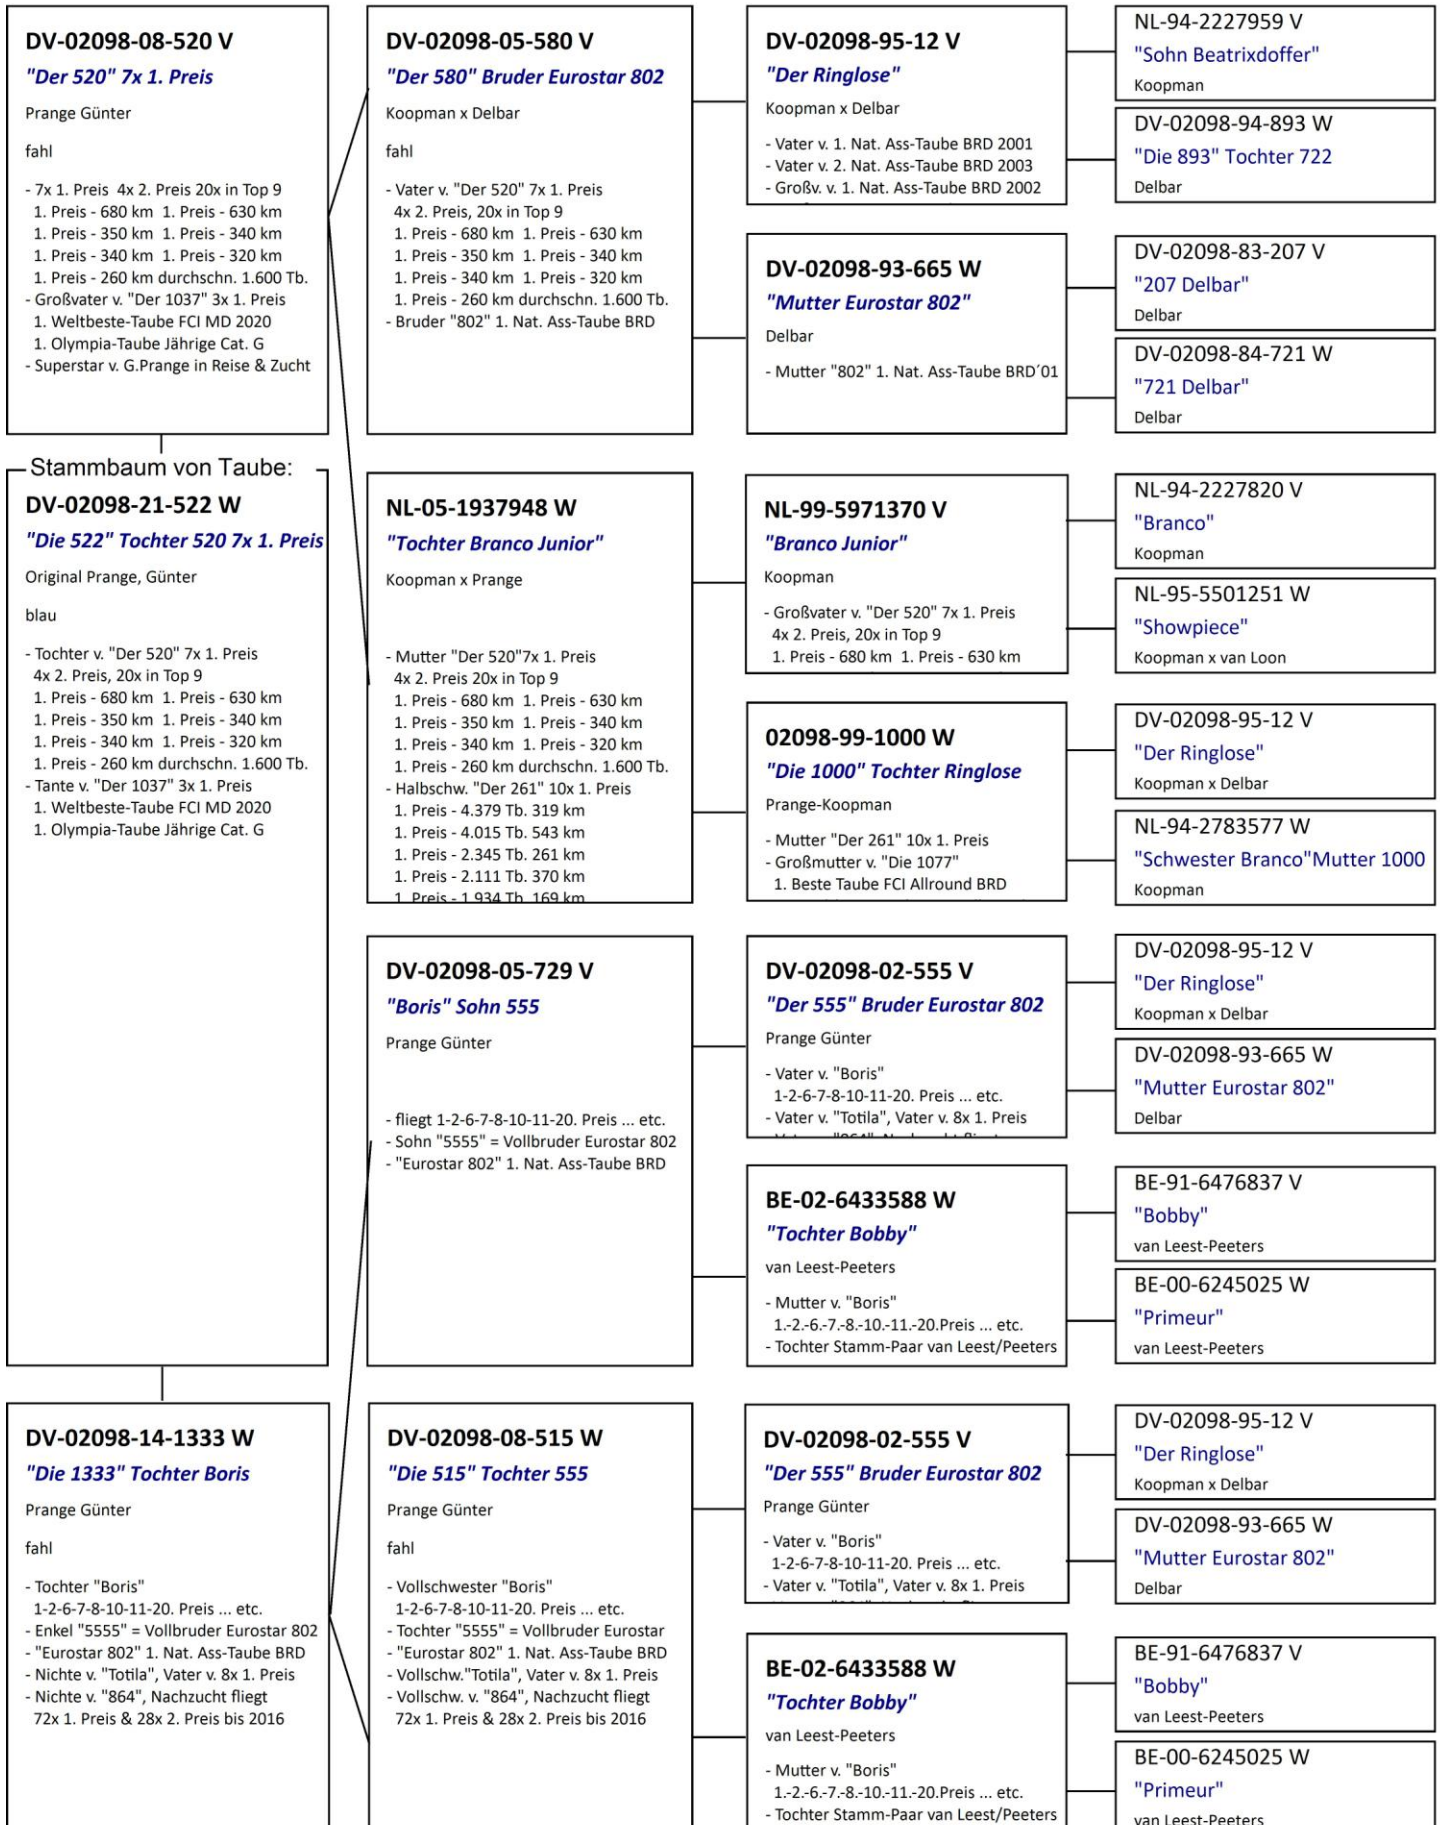 DV-02098-08-520 V
"Der 520" 7x 1. Preis
Prange Günter
fahl
- 7x 1. Preis 4x 2. Preis 20x in Top 9
1. Preis - 680 km 1. Preis - 630 km
1. Preis - 350 km 1. Preis - 340 km
1. Preis - 340 km 1. Preis - 320 km
1. Preis - 260 km durchschn. 1.600 Tb.
- Großvater v. "Der 1037" 3x 1. Preis
1. Weltbeste-Taube FCI MD 2020
1. Olympia-Taube Jährige Cat. G
- Superstar v. G.Prange in Reise & Zucht
Stammbaum von Taube:
DV-02098-21-522 W
"Die 522" Tochter 520 7x 1. Preis
Original Prange, Günter
blau
- Tochter v. "Der 520" 7x 1. Preis
4x 2. Preis, 20x in Top 9
1. Preis - 680 km 1. Preis - 630 km
1. Preis - 350 km 1. Preis - 340 km
1. Preis - 340 km 1. Preis - 320 km
1. Preis - 260 km durchschn. 1.600 Tb.
- Tante v. "Der 1037" 3x 1. Preis
1. Weltbeste-Taube FCI MD 2020
1. Olympia-Taube Jährige Cat. G
DV-02098-14-1333 W
"Die 1333" Tochter Boris
Prange Günter
fahl
- Tochter "Boris"
1-2-6-7-8-10-11-20. Preis ... etc.
- Enkel "5555" = Vollbruder Eurostar 802
- "Eurostar 802" 1. Nat. Ass-Taube BRD
- Nichte v. "Totila", Vater v. 8x 1. Preis
- Nichte v. "864", Nachzucht fliegt
72x 1. Preis & 28x 2. Preis bis 2016
DV-02098-05-580 V
"Der 580" Bruder Eurostar 802
Koopman x Delbar
fahl
- Vater v. "Der 520" 7x 1. Preis
4x 2. Preis, 20x in Top 9
1. Preis - 680 km 1. Preis - 630 km
1. Preis - 350 km 1. Preis - 340 km
1. Preis - 340 km 1. Preis - 320 km
1. Preis - 260 km durchschn. 1.600 Tb.
- Bruder "802" 1. Nat. Ass-Taube BRD
NL-05-1937948 W
"Tochter Branco Junior"
Koopman x Prange
- Mutter "Der 520"7x 1. Preis
4x 2. Preis 20x in Top 9
1. Preis - 680 km 1. Preis - 630 km
1. Preis - 350 km 1. Preis - 340 km
1. Preis - 340 km 1. Preis - 320 km
1. Preis - 260 km durchschn. 1.600 Tb.
- Halbschw. "Der 261" 10x 1. Preis
1. Preis - 4.379 Tb. 319 km
1. Preis - 4.015 Tb. 543 km
1. Preis - 2.345 Tb. 261 km
1. Preis - 2.111 Tb. 370 km
1. Preis - 1.934 Tb. 169 km
DV-02098-05-729 V
"Boris" Sohn 555
Prange Günter
- fliegt 1-2-6-7-8-10-11-20. Preis ... etc.
- Sohn "5555" = Vollbruder Eurostar 802
- "Eurostar 802" 1. Nat. Ass-Taube BRD
DV-02098-08-515 W
"Die 515" Tochter 555
Prange Günter
fahl
- Vollschwester "Boris"
1-2-6-7-8-10-11-20. Preis ... etc.
- Tochter "5555" = Vollbruder Eurostar
- "Eurostar 802" 1. Nat. Ass-Taube BRD
- Vollschw."Totila", Vater v. 8x 1. Preis
- Vollschw. v. "864", Nachzucht fliegt
72x 1. Preis & 28x 2. Preis bis 2016
DV-02098-95-12 V
"Der Ringlose"
Koopman x Delbar
- Vater v. 1. Nat. Ass-Taube BRD 2001
- Vater v. 2. Nat. Ass-Taube BRD 2003
- Großv. v. 1. Nat. Ass-Taube BRD 2002
DV-02098-93-665 W
"Mutter Eurostar 802"
Delbar
- Mutter "802" 1. Nat. Ass-Taube BRD´01
NL-99-5971370 V
"Branco Junior"
Koopman
- Großvater v. "Der 520" 7x 1. Preis
4x 2. Preis, 20x in Top 9
1. Preis - 680 km 1. Preis - 630 km
02098-99-1000 W
"Die 1000" Tochter Ringlose
Prange-Koopman
- Mutter "Der 261" 10x 1. Preis
- Großmutter v. "Die 1077"
1. Beste Taube FCI Allround BRD
DV-02098-02-555 V
"Der 555" Bruder Eurostar 802
Prange Günter
- Vater v. "Boris"
1-2-6-7-8-10-11-20. Preis ... etc.
- Vater v. "Totila", Vater v. 8x 1. Preis
BE-02-6433588 W
"Tochter Bobby"
van Leest-Peeters
- Mutter v. "Boris"
1.-2.-6.-7.-8.-10.-11.-20.Preis ... etc.
- Tochter Stamm-Paar van Leest/Peeters
DV-02098-02-555 V
"Der 555" Bruder Eurostar 802
Prange Günter
- Vater v. "Boris"
1-2-6-7-8-10-11-20. Preis ... etc.
- Vater v. "Totila", Vater v. 8x 1. Preis
BE-02-6433588 W
"Tochter Bobby"
van Leest-Peeters
- Mutter v. "Boris"
1.-2.-6.-7.-8.-10.-11.-20.Preis ... etc.
- Tochter Stamm-Paar van Leest/Peeters
NL-94-2227959 V
"Sohn Beatrixdoffer"
Koopman
DV-02098-94-893 W
"Die 893" Tochter 722
Delbar
DV-02098-83-207 V
"207 Delbar"
Delbar
DV-02098-84-721 W
"721 Delbar"
Delbar
NL-94-2227820 V
"Branco"
Koopman
NL-95-5501251 W
"Showpiece"
Koopman x van Loon
DV-02098-95-12 V
"Der Ringlose"
Koopman x Delbar
NL-94-2783577 W
"Schwester Branco"Mutter 1000
Koopman
DV-02098-95-12 V
"Der Ringlose"
Koopman x Delbar
DV-02098-93-665 W
"Mutter Eurostar 802"
Delbar
BE-91-6476837 V
"Bobby"
van Leest-Peeters
BE-00-6245025 W
"Primeur"
van Leest-Peeters
DV-02098-95-12 V
"Der Ringlose"
Koopman x Delbar
DV-02098-93-665 W
"Mutter Eurostar 802"
Delbar
BE-91-6476837 V
"Bobby"
van Leest-Peeters
BE-00-6245025 W
"Primeur"
van Leest-Peeters